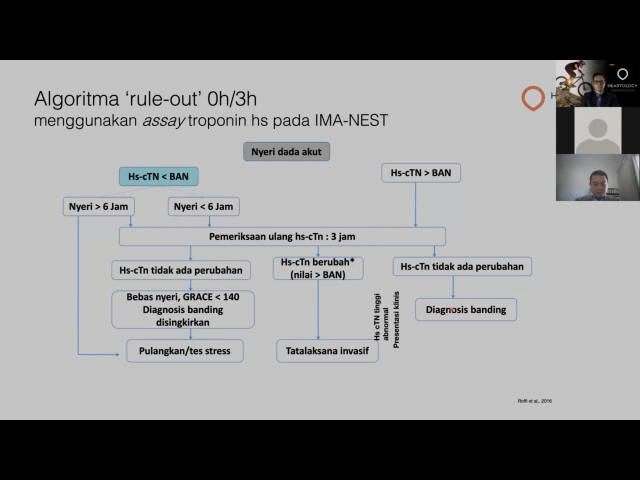 Algoritma ‘rule-out’ 0h/3h
menggunakan assay troponin hs pada IMA-NEST
HEARTOLOGY
Nyeri dada akut
Hs-cTN < BAN
Hs-cTN > BAN
Nyeri > 6 Jam
Nyeri < 6 Jam
Pemeriksaan ulang hs-cTn : 3 jam
Hs-cTn tidak ada perubahan
Hs-cTn berubah*
(nilai > BAN)
Hs-cTn tidak ada perubahan
Bebas nyeri, GRACE < 140
Diagnosis banding
disingkirkan
Hs cTN tinggi
abnormal
Presentasi klinis
Diagnosis banding
Pulangkan/tes stress
Tatalaksana invasif
Roffi et al., 2016